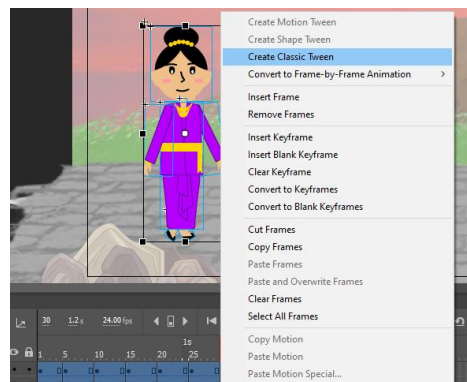 Create Motion Tween
Create Shape Tween
Create Classic Tween
Convert to Frame-by-Frame Animation
Insert Frame
Remove Frames
Insert Keyframe
Insert Blank Keyframe
Clear Keyframe
Convert to Keyframes
Convert to Blank Keyframes
Cut Frames
Copy Frames
Paste Frames
Paste and Overwrite Frames
Clear Frames
Select All Frames
Copy Motion
Paste Motion
Paste Motion Special...
30 1.2 s 24.00 fps
1s
1 5 10 15 20 25